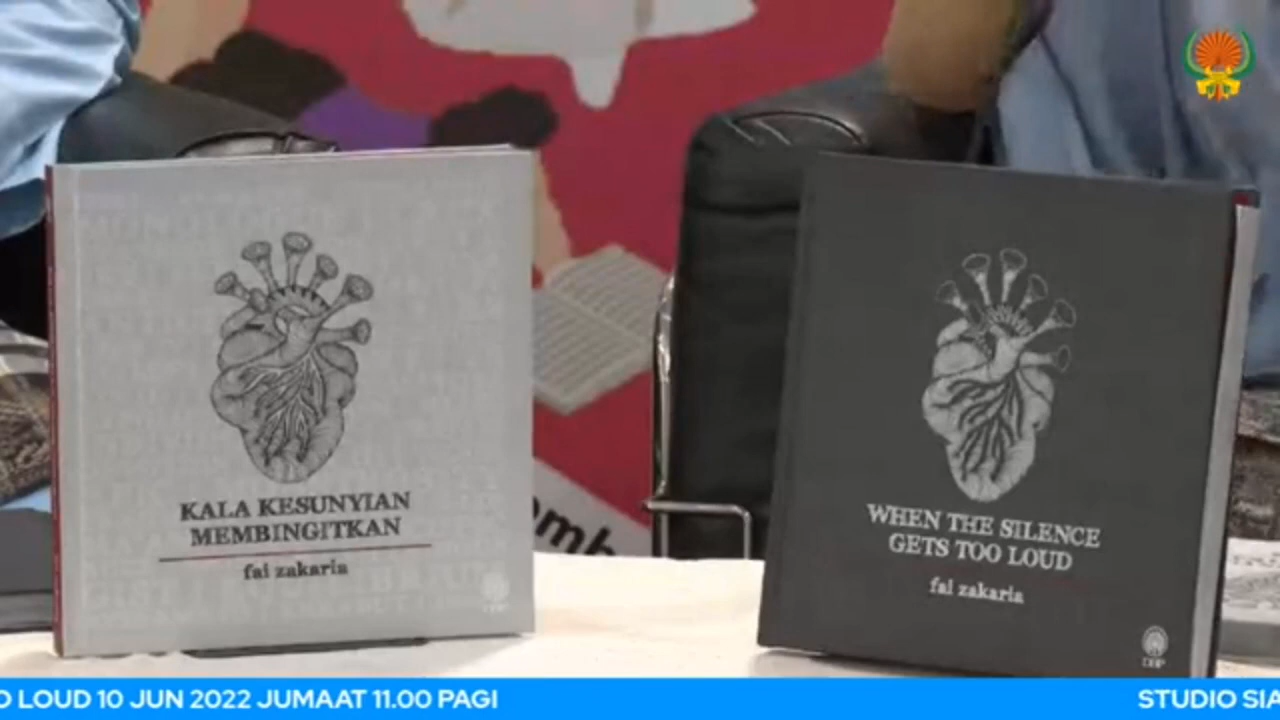 KALA KESUNYIAN
MEMBINGITKAN
fai zakaria
WHEN THE SILENCE
GETS TOO LOUD
fai zakaria
DBP
LOUD 10 JUN 2022 JUMAAT 11.00 PAGI
STUDIO